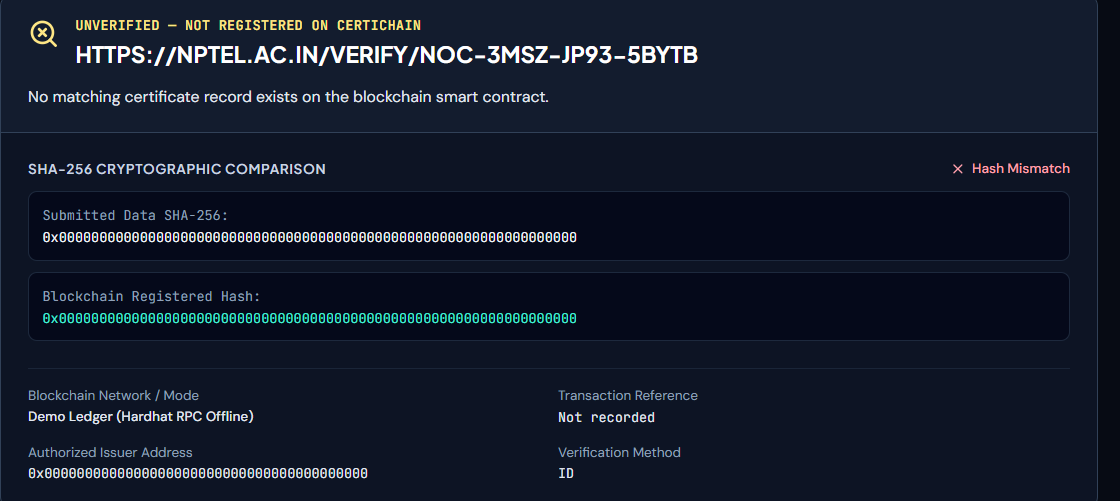 UNVERIFIED — NOT REGISTERED ON CERTICHAIN
HTTPS://NPTEL.AC.IN/VERIFY/NOC-3MSZ-JP93-5BYTB
No matching certificate record exists on the blockchain smart contract.
SHA-256 CRYPTOGRAPHIC COMPARISON
× Hash Mismatch
Submitted Data SHA-256:
0x0000000000000000000000000000000000000000000000000000000000000000
Blockchain Registered Hash:
0x0000000000000000000000000000000000000000000000000000000000000000
Blockchain Network / Mode
Demo Ledger (Hardhat RPC Offline)
Transaction Reference
Not recorded
Authorized Issuer Address
0x0000000000000000000000000000000000000000
Verification Method
ID